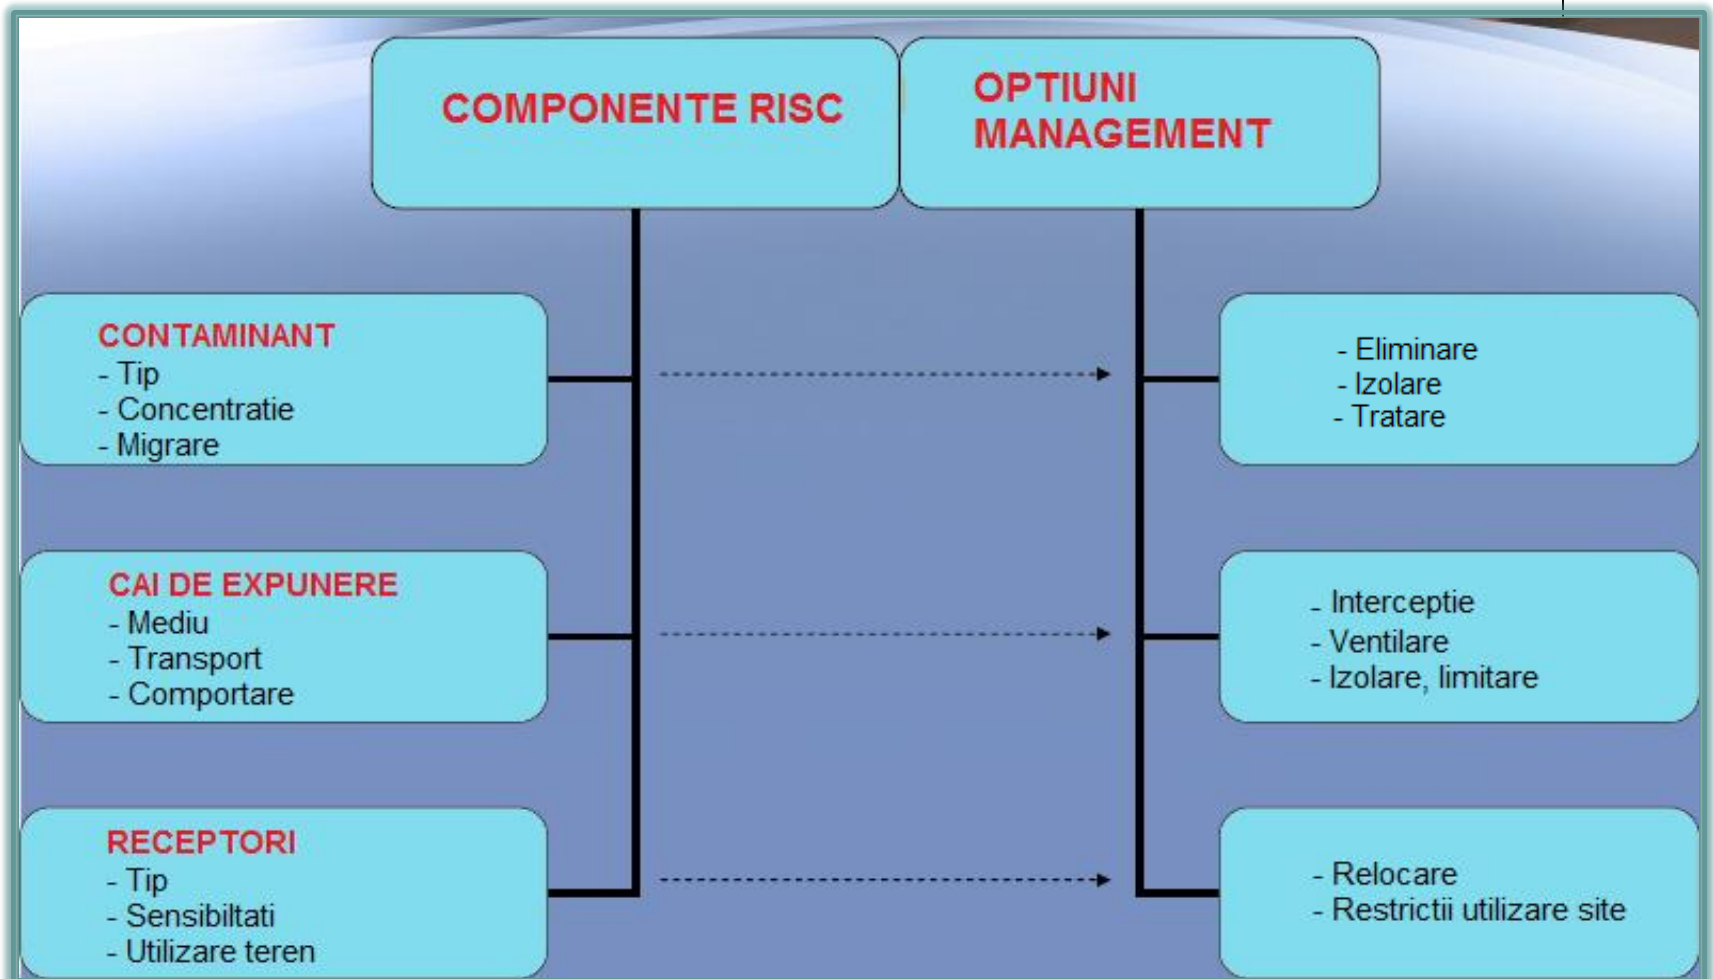 COMPONENTE RISC
OPTIUNI
MANAGEMENT
CONTAMINANT
- Tip
- Concentratie
- Migrare
- Eliminare
- Izolare
- Tratare
CAI DE EXPUNERE
- Mediu
- Transport
- Comportare
- Interceptie
- Ventilare
- Izolare, limitare
RECEPTORI
- Tip
- Sensibiltati
- Utilizare teren
- Relocare
- Restrictii utilizare site